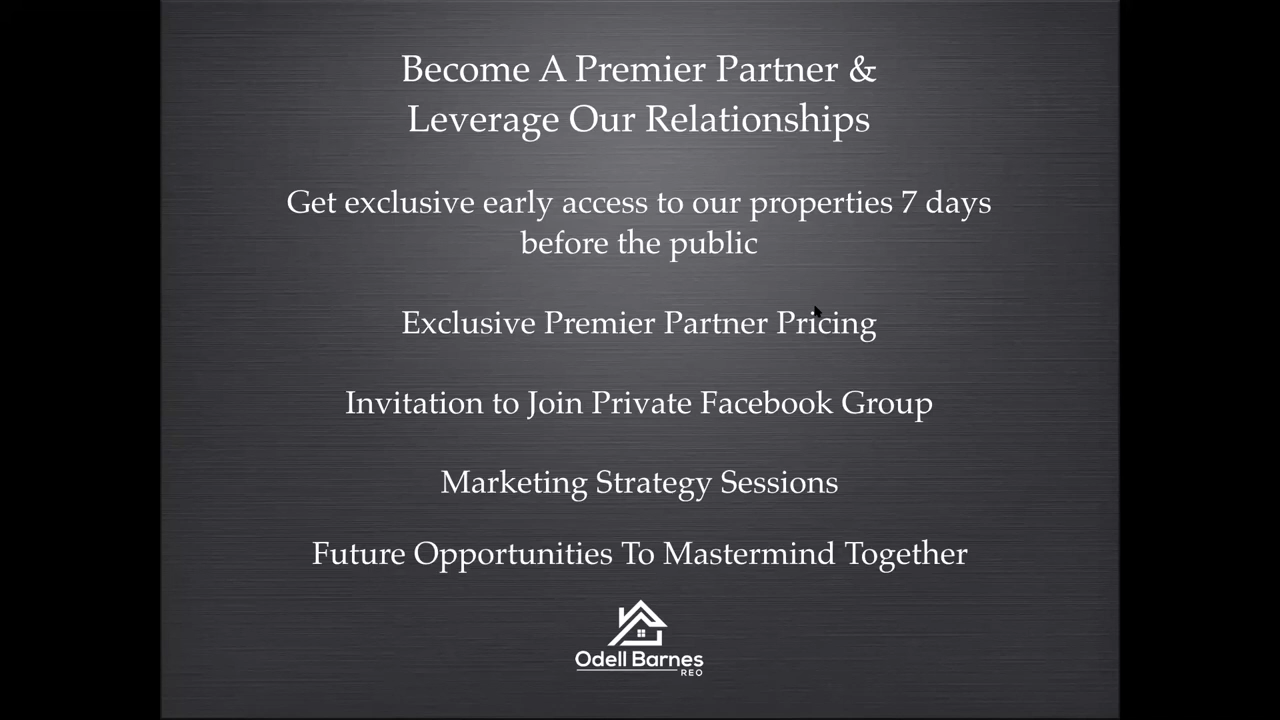 Become A Premier Partner &
Leverage Our Relationships
Get exclusive early access to our properties 7 days
before the public
Exclusive Premier Partner Pricing
Invitation to Join Private Facebook Group
Marketing Strategy Sessions
Future Opportunities To Mastermind Together
Odell Barnes
REO